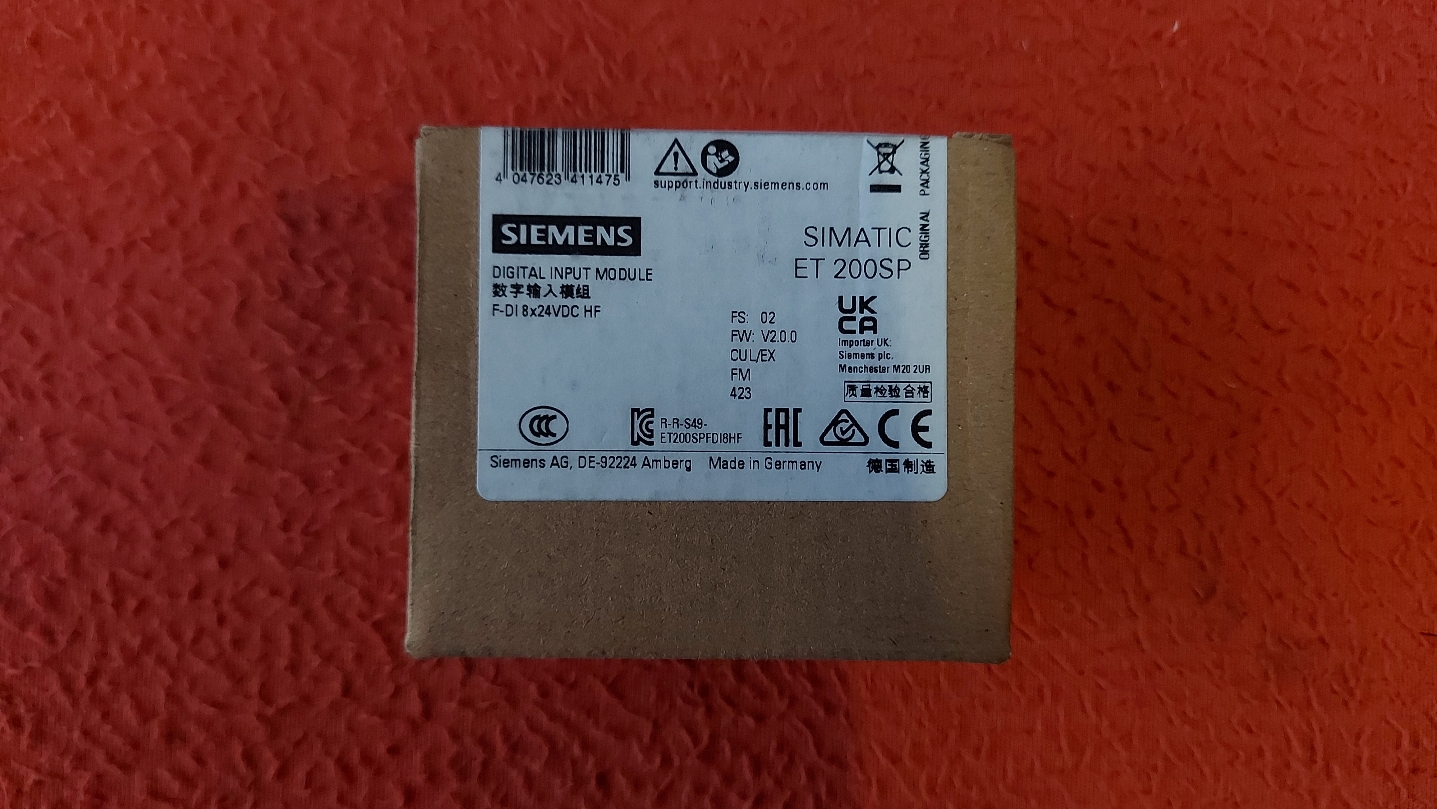 4 047623 411475
support.industry.siemens.com
ORIGINAL PACKAGING
SIEMENS
SIMATIC
ET 200SP
DIGITAL INPUT MODULE
数字输入模组
F-DI 8x24VDC HF
FS: 02
FW: V2.0.0
CUL/EX
FM
423
UK
CA
Importer UK:
Siemens plc.
Manchester M20 2UR
质量检验合格
CCC
R-R-S49-
ET200SPFDI8HF
EAC
CE
Siemens AG, DE-92224 Amberg Made in Germany 德国制造